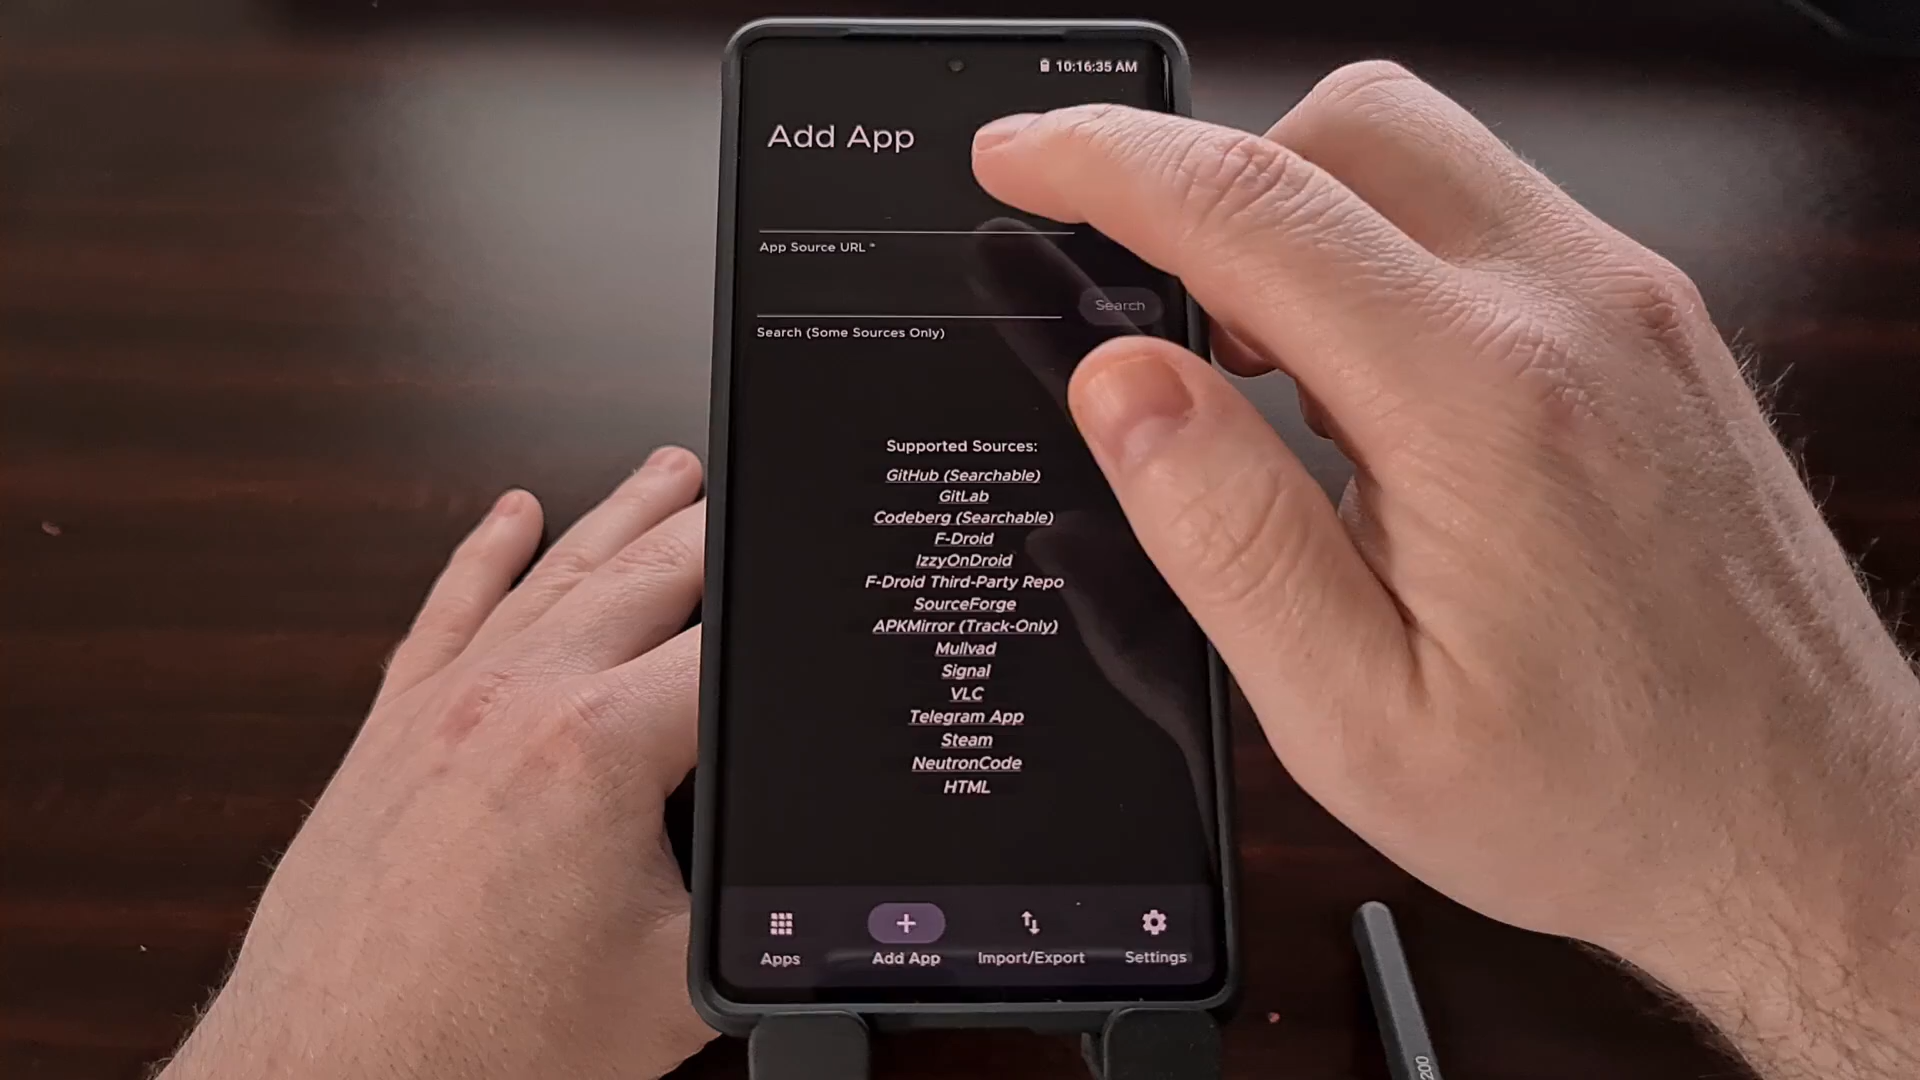 10:16:35 AM
Add App
App Source URL *
Search
Search (Some Sources Only)
Supported Sources:
GitHub (Searchable)
GitLab
Codeberg (Searchable)
F-Droid
IzzyOnDroid
F-Droid Third-Party Repo
SourceForge
APKMirror (Track-Only)
Mullvad
Signal
VLC
Telegram App
Steam
NeutronCode
HTML
Apps
Add App
Import/Export
Settings
200